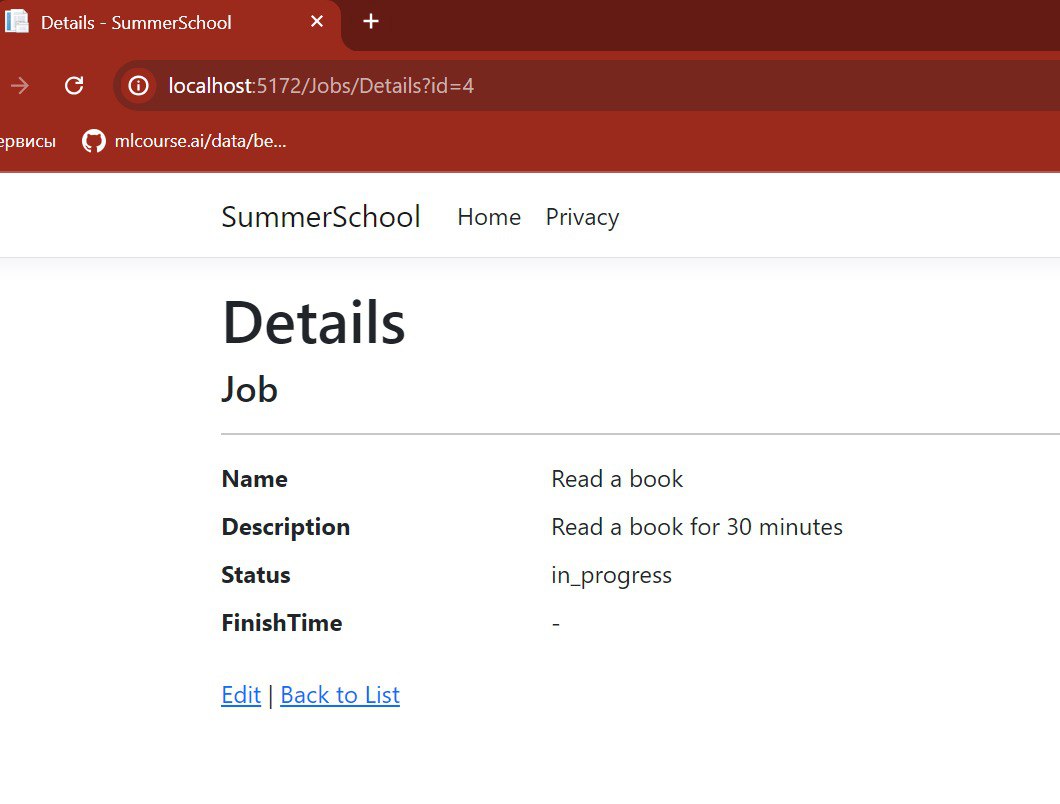 Details - SummerSchool
localhost:5172/Jobs/Details?id=4
ервисы mlcourse.ai/data/be...
SummerSchool Home Privacy
Details
Job
Name Read a book
Description Read a book for 30 minutes
Status in_progress
FinishTime -
Edit | Back to List